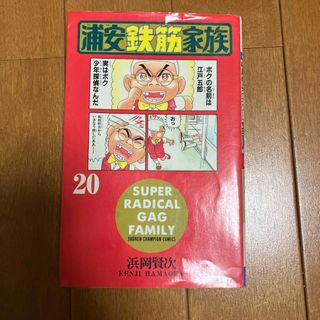 浦安鉄筋家族
ボクの名前は
江戸五郎
実はボク
少年探偵なんだ
おっ
20
SUPER
RADICAL
GAG
FAMILY
SHONEN CHAMPION COMICS
浜岡賢次
KENJI HAMAOKA